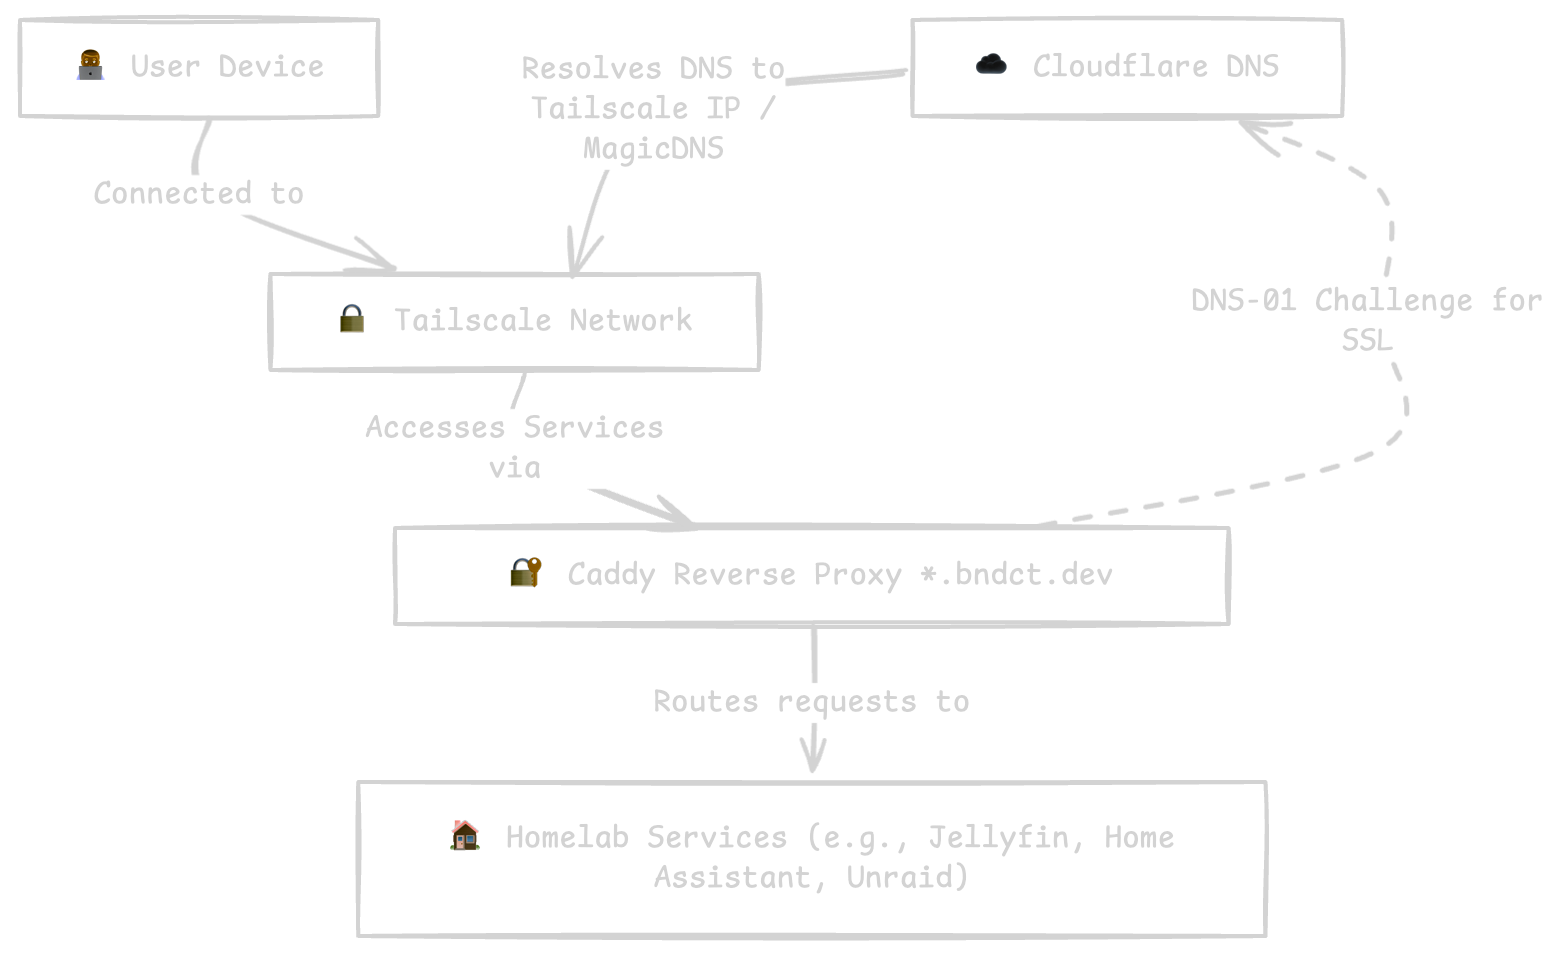 User Device
Cloudflare DNS
Resolves DNS to
Tailscale IP /
MagicDNS
Connected to
Tailscale Network
DNS-01 Challenge for
SSL
Accesses Services
via
Caddy Reverse Proxy *.bndct.dev
Routes requests to
Homelab Services (e.g., Jellyfin, Home
Assistant, Unraid)